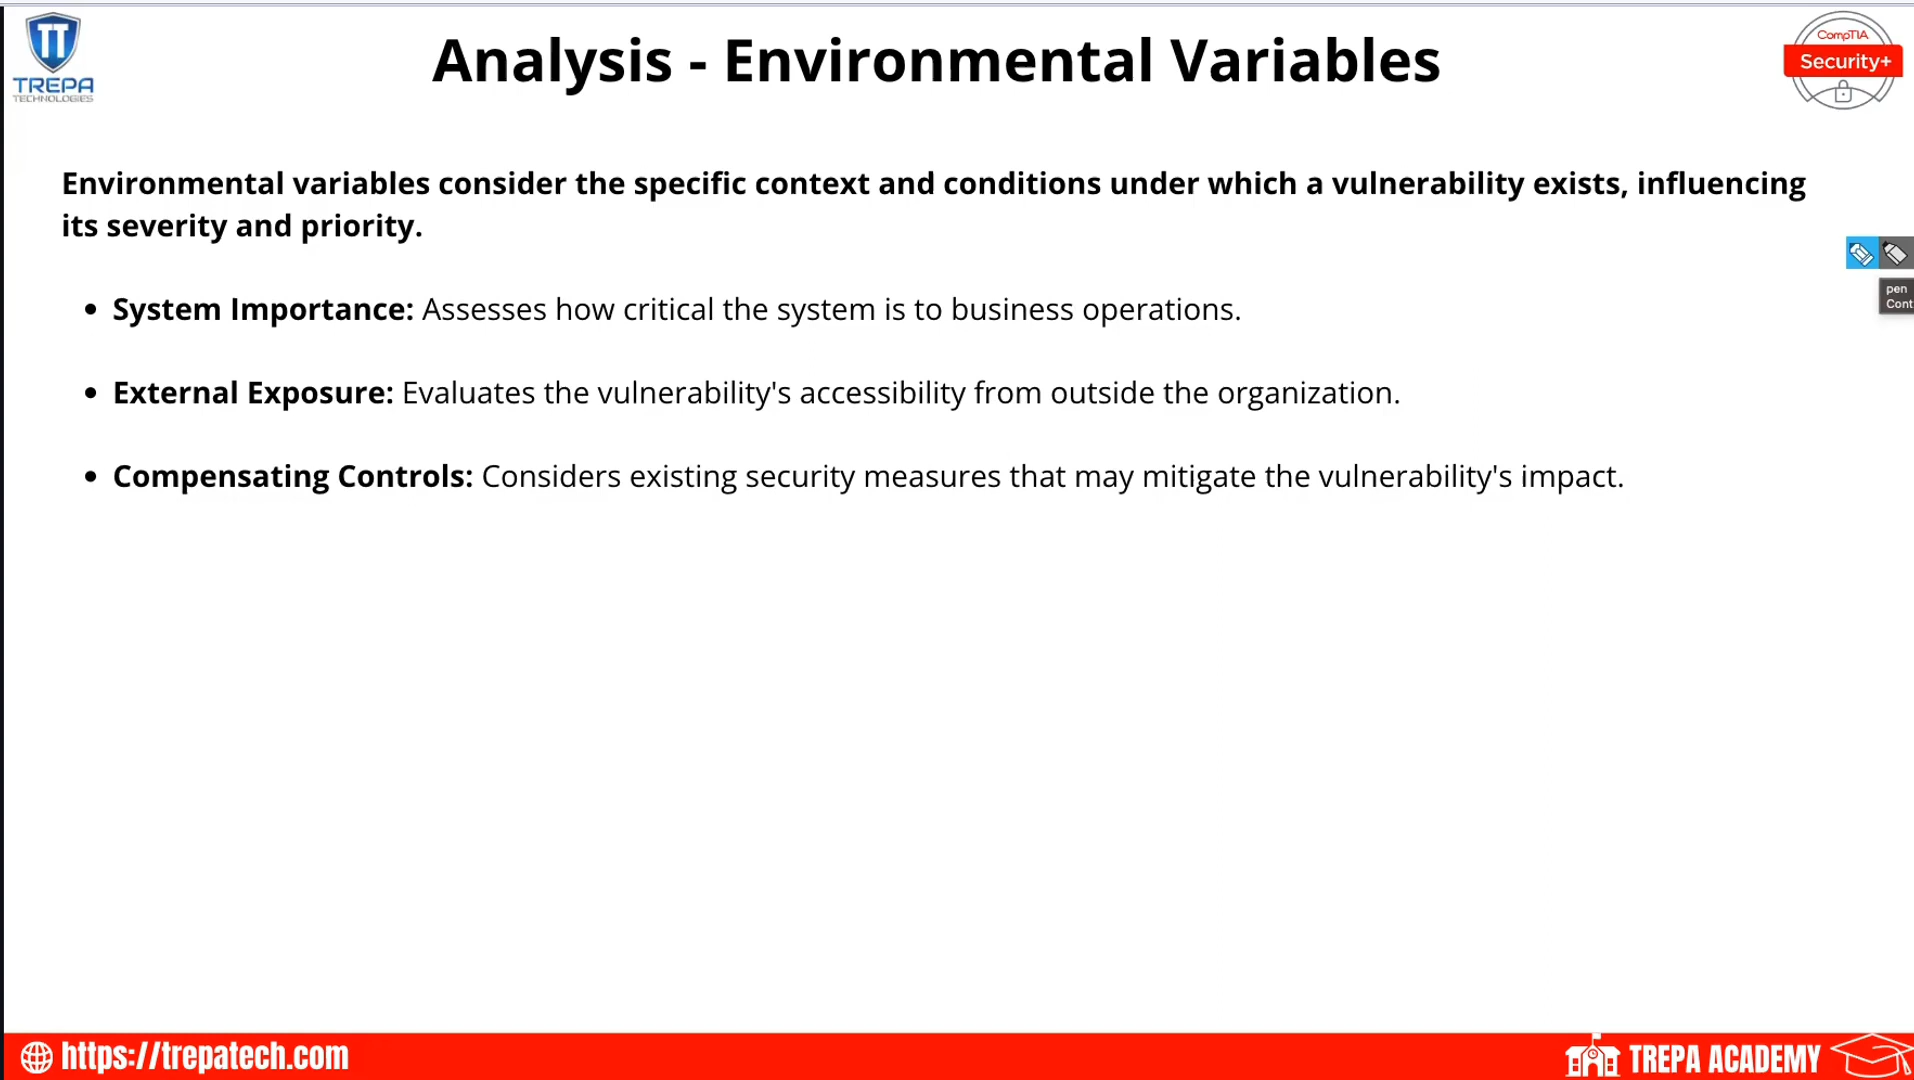 TREPA
TECHNOLOGIES
Analysis - Environmental Variables
CompTIA
Security+
Environmental variables consider the specific context and conditions under which a vulnerability exists, influencing
its severity and priority.
• System Importance: Assesses how critical the system is to business operations.
• External Exposure: Evaluates the vulnerability's accessibility from outside the organization.
• Compensating Controls: Considers existing security measures that may mitigate the vulnerability's impact.
pen
Cont
https://trepatech.com
TREPA ACADEMY